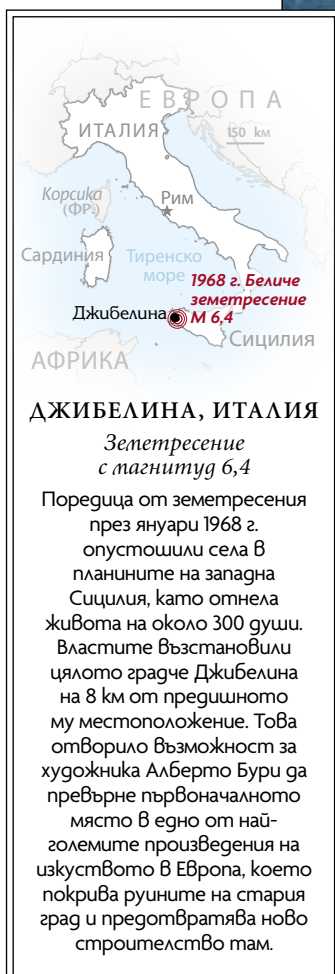 ЕВРОПА
ИТАЛИЯ
150 км
Корсика
(ФР.)
Рим
Сардиния
Тиренско
море
1968 г. Беличе
земетресение
М 6,4
Джибелина
Сицилия
АФРИКА
ДЖИБЕЛИНА, ИТАЛИЯ
Земетресение
с магнитуд 6,4
Поредица от земетресения
през януари 1968 г.
опустошили села в
планините на западна
Сицилия, като отнела
живота на около 300 души.
Властите възстановили
цялото градче Джибелина
на 8 км от предишното
му местоположение. Това
отворило възможност за
художника Алберто Бури да
превърне първоначалното
място в едно от най-
големите произведения на
изкуството в Европа, което
покрива руините на стария
град и предотвратява ново
строителство там.